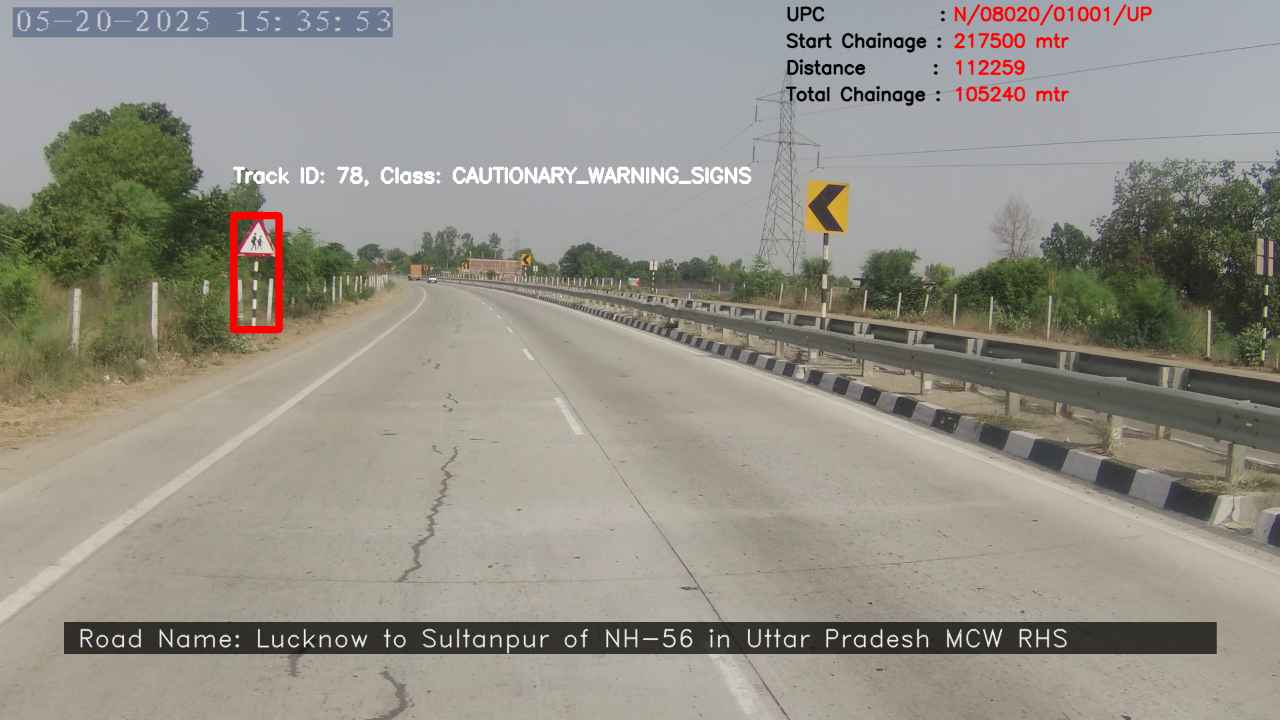 05-20-2025 15:35:53
UPC : N/08020/01001/UP
Start Chainage : 217500 mtr
Distance : 112259
Total Chainage : 105240 mtr
Track ID: 78, Class: CAUTIONARY_WARNING_SIGNS
Road Name: Lucknow to Sultanpur of NH-56 in Uttar Pradesh MCW RHS